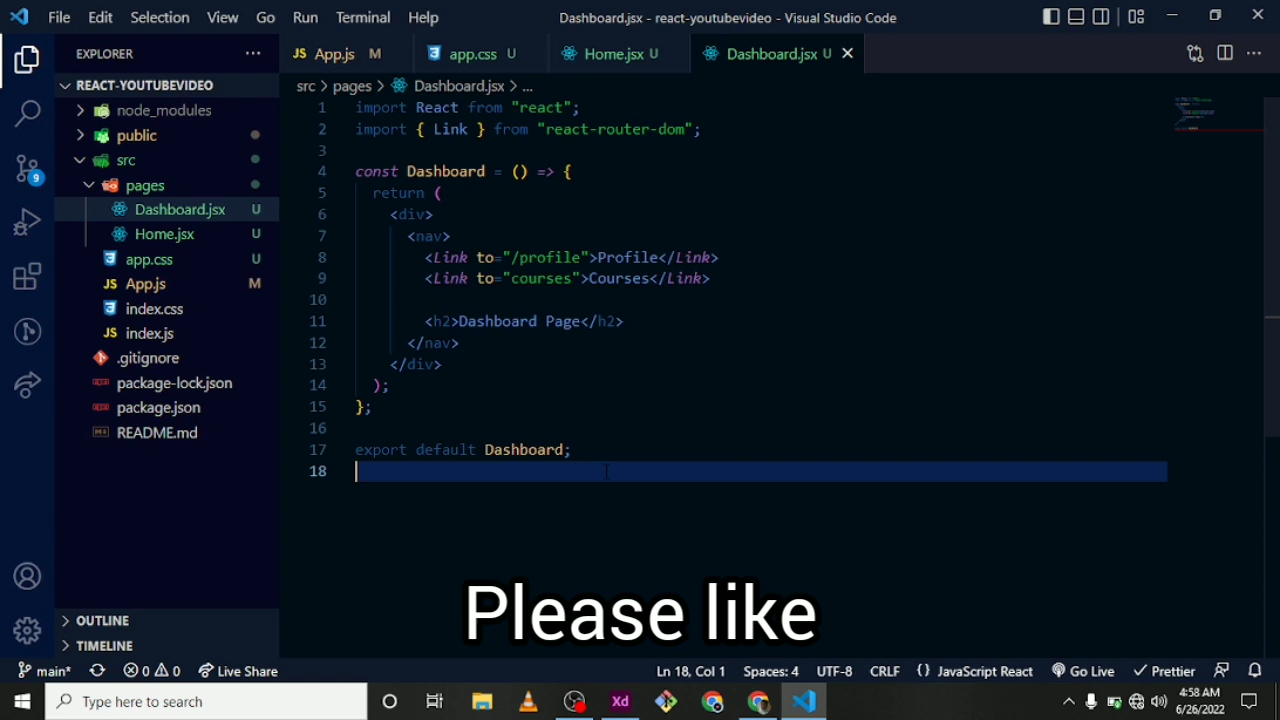 File Edit Selection View Go Run Terminal Help Dashboard.jsx - react-youtubevideo - Visual Studio Code
EXPLORER
JS App.js M app.css U Home.jsx U Dashboard.jsx U
REACT-YOUTUBEVIDEO
src > pages > Dashboard.jsx > ...
node_modules
public
src
pages
Dashboard.jsx U
Home.jsx U
app.css U
JS App.js M
index.css
JS index.js
.gitignore
package-lock.json
package.json
README.md
OUTLINE
TIMELINE
9
1 import React from "react";
2 import { Link } from "react-router-dom";
3
4 const Dashboard = () => {
5 return (
6 <div>
7 <nav>
8 <Link to="/profile">Profile</Link>
9 <Link to="courses">Courses</Link>
10
11 <h2>Dashboard Page</h2>
12 </nav>
13 </div>
14 );
15 };
16
17 export default Dashboard;
18
Please like
main* 0 0 Live Share Ln 18, Col 1 Spaces: 4 UTF-8 CRLF {} JavaScript React Go Live Prettier
Type here to search
Xd
4:58 AM
6/26/2022